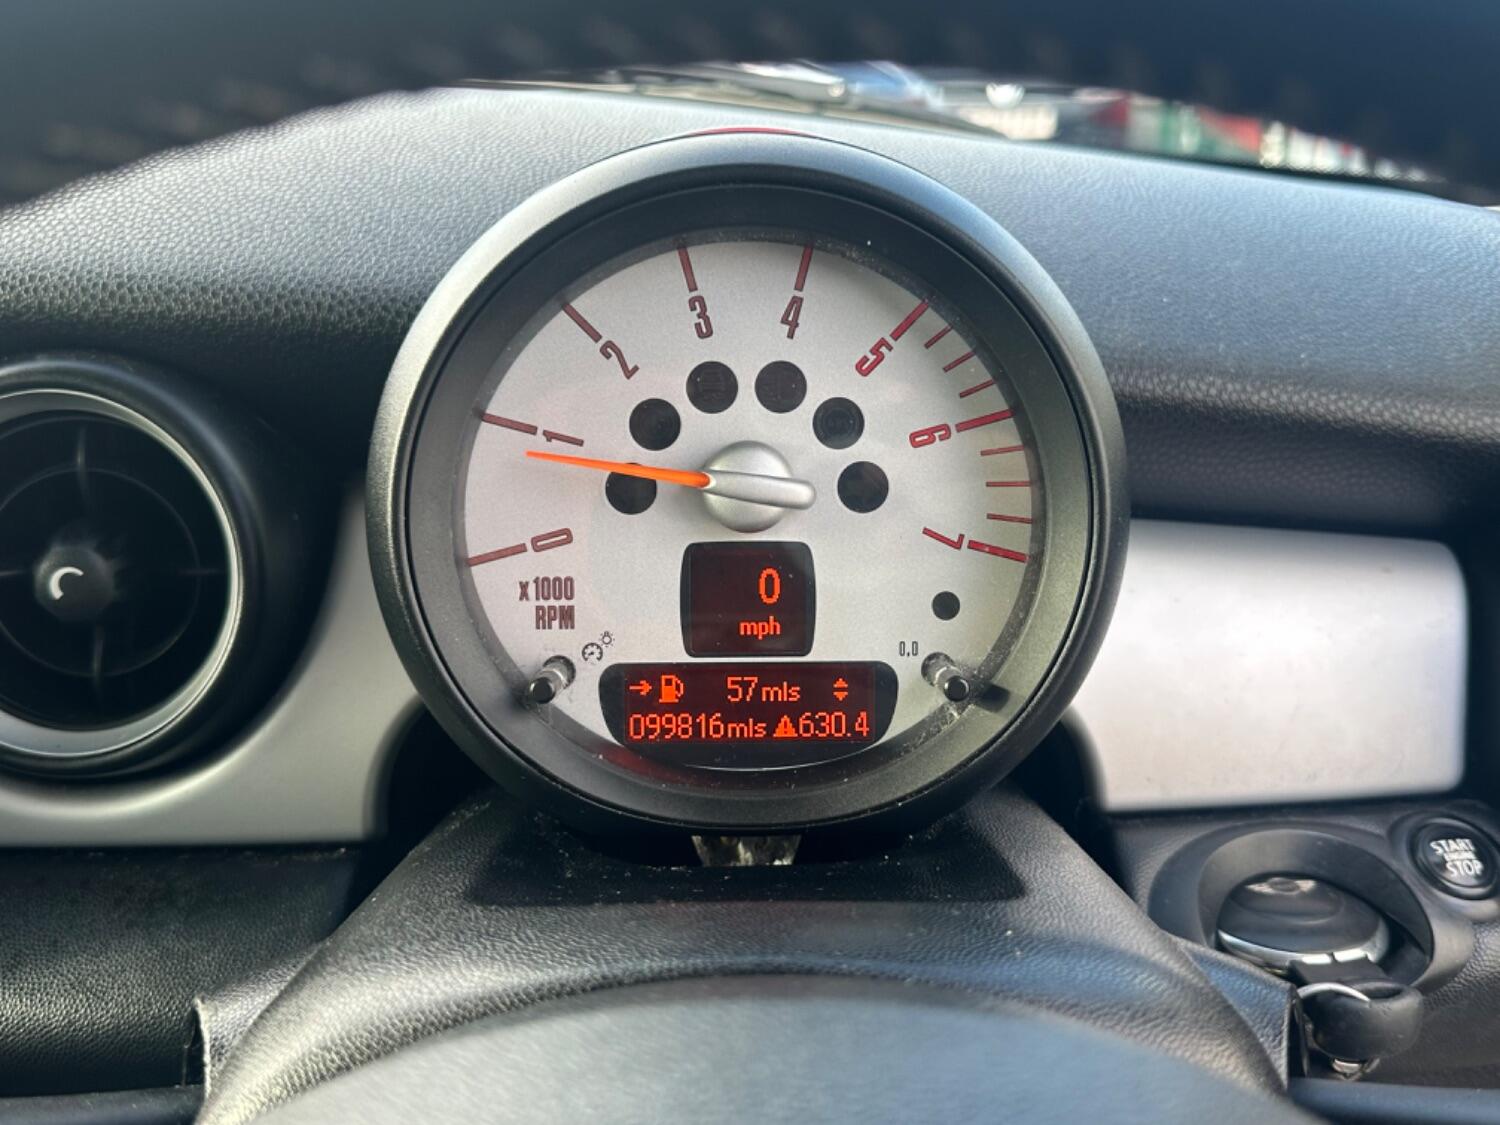 0
1
2
3
4
5
6
7
x1000
RPM
0
mph
0,0
57mls
099816mls 630.4
START
ENGINE
STOP